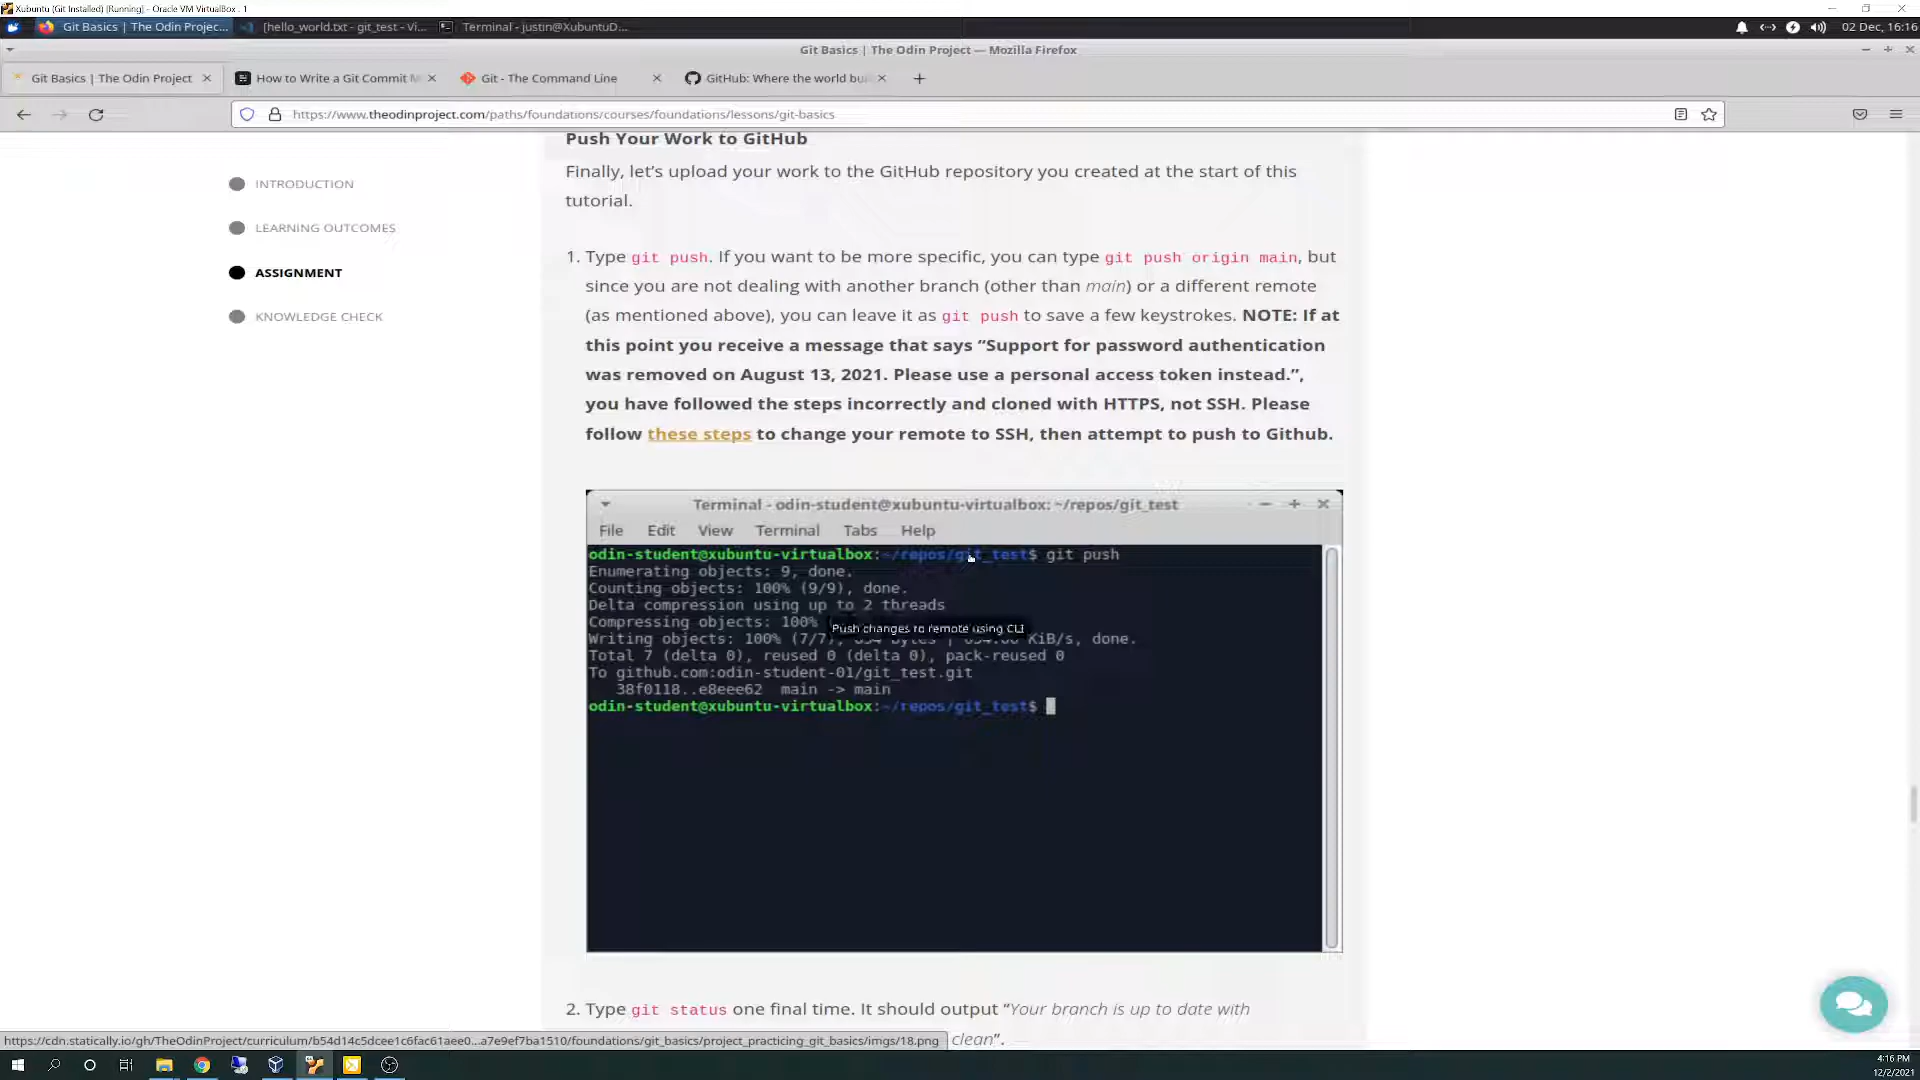 Xubuntu (Git Installed) [Running] - Oracle VM VirtualBox : 1
Git Basics | The Odin Projec... [hello_world.txt - git_test - Vi... Terminal - justin@XubuntuD... 02 Dec, 16:16
Git Basics | The Odin Project — Mozilla Firefox
Git Basics | The Odin Project How to Write a Git Commit M Git - The Command Line GitHub: Where the world bui
https://www.theodinproject.com/paths/foundations/courses/foundations/lessons/git-basics
Push Your Work to GitHub
Finally, let’s upload your work to the GitHub repository you created at the start of this
tutorial.
INTRODUCTION
LEARNING OUTCOMES
ASSIGNMENT
KNOWLEDGE CHECK
1. Type git push. If you want to be more specific, you can type git push origin main, but
since you are not dealing with another branch (other than main) or a different remote
(as mentioned above), you can leave it as git push to save a few keystrokes. NOTE: If at
this point you receive a message that says “Support for password authentication
was removed on August 13, 2021. Please use a personal access token instead.”,
you have followed the steps incorrectly and cloned with HTTPS, not SSH. Please
follow these steps to change your remote to SSH, then attempt to push to Github.
Terminal - odin-student@xubuntu-virtualbox: ~/repos/git_test
File Edit View Terminal Tabs Help
odin-student@xubuntu-virtualbox:~/repos/git_test$ git push
Enumerating objects: 9, done.
Counting objects: 100% (9/9), done.
Delta compression using up to 2 threads
Compressing objects: 100%
Push changes to remote using CLI
Writing objects: 100% (7/7), KiB/s, done.
Total 7 (delta 0), reused 0 (delta 0), pack-reused 0
To github.com:odin-student-01/git_test.git
38f0118..e8eee62 main -> main
odin-student@xubuntu-virtualbox:~/repos/git_test$
2. Type git status one final time. It should output “Your branch is up to date with
clean”.
https://cdn.statically.io/gh/TheOdinProject/curriculum/b54d14c5dcee1c6fac61aee0...a7e9ef7ba1510/foundations/git_basics/project_practicing_git_basics/imgs/18.png
4:16 PM
12/2/2021